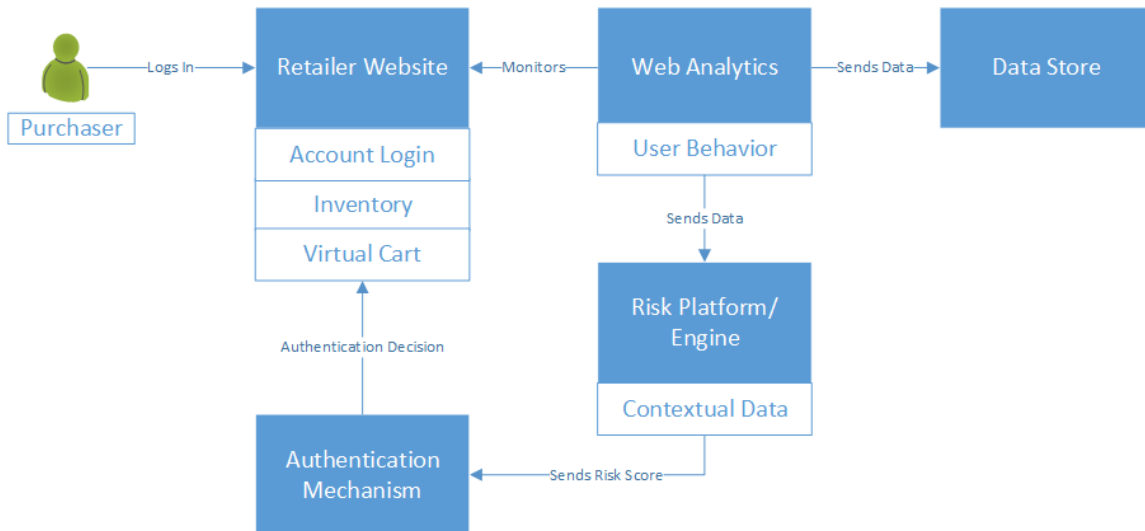 Purchaser
Logs In
Retailer Website
Account Login
Inventory
Virtual Cart
Monitors
Web Analytics
User Behavior
Sends Data
Data Store
Sends Data
Risk Platform/
Engine
Contextual Data
Sends Risk Score
Authentication
Mechanism
Authentication Decision